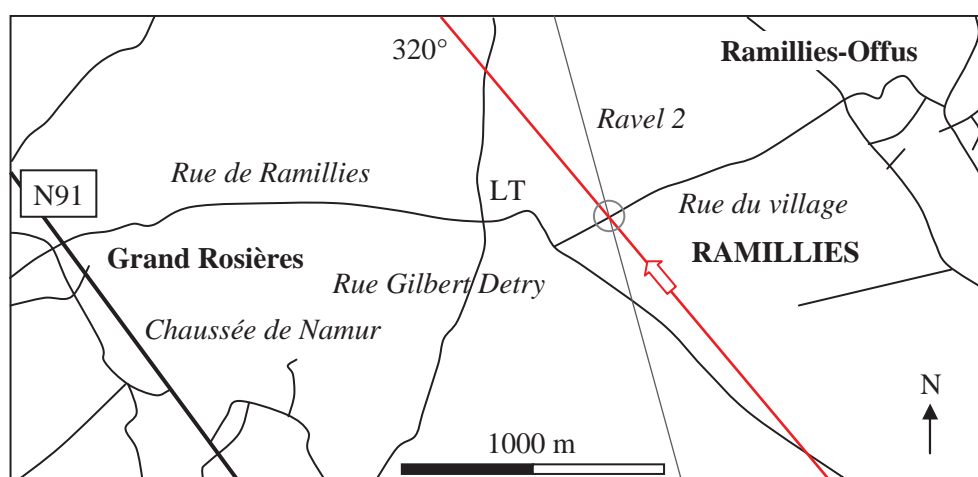 Ramillies-Offus
320°
Ravel 2
Rue de Ramillies
LT
N91
Rue du village
Grand Rosières
RAMILLIES
Rue Gilbert Detry
Chaussée de Namur
N
1000 m